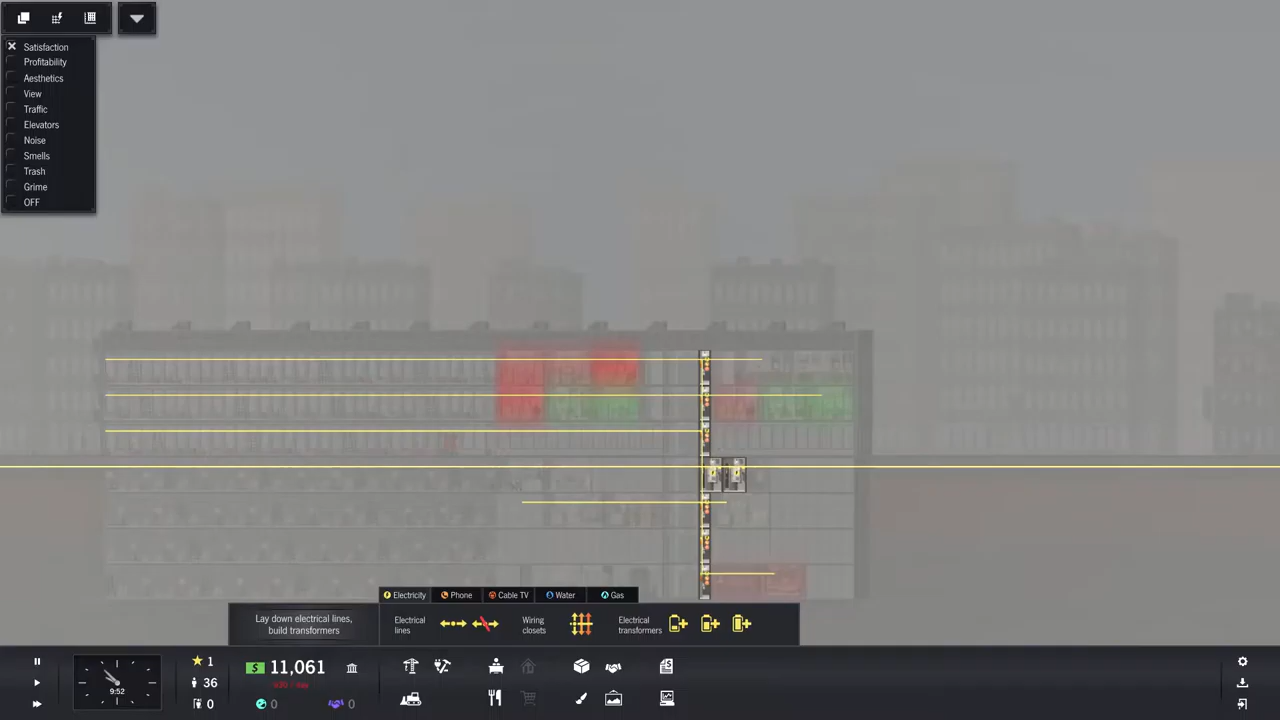 Satisfaction
Profitability
Aesthetics
View
Traffic
Elevators
Noise
Smells
Trash
Grime
OFF
Electricity
Phone
Cable TV
Water
Gas
Lay down electrical lines,
build transformers
Electrical
lines
Wiring
closets
Electrical
transformers
9:52
1
36
0
$ 11,061
0
0